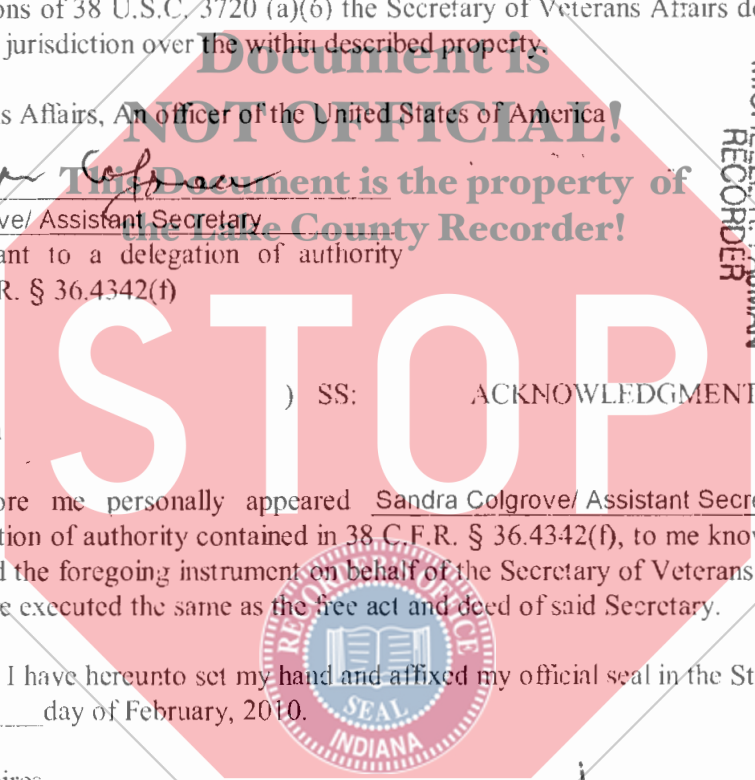 ons of 38 U.S.C. 3720 (a)(6) the Secretary of Veterans Affairs de
jurisdiction over the within described property.
Document is
s Affairs, An officer of the United States of America
NOT OFFICIAL!
This Document is the property of
ve/ Assistant Secretary
the Lake County Recorder!
ant to a delegation of authority
R. § 36.4342(f)
RECORDER
STOP
) SS: ACKNOWLEDGMENT
ore me personally appeared Sandra Colgrove/ Assistant Secre
tion of authority contained in 38 C.F.R. § 36.4342(f), to me know
d the foregoing instrument on behalf of the Secretary of Veterans
e executed the same as the free act and deed of said Secretary.
I have hereunto set my hand and affixed my official seal in the St
day of February, 2010.
SEAL
INDIANA